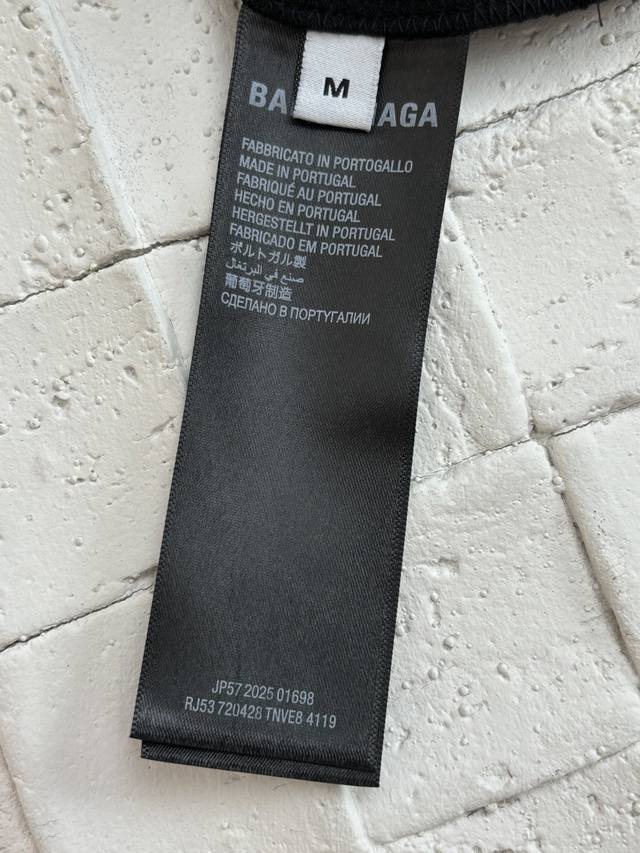 M
BA AGA
FABBRICATO IN PORTOGALLO
MADE IN PORTUGAL
FABRIQUÉ AU PORTUGAL
HECHO EN PORTUGAL
HERGESTELLT IN PORTUGAL
FABRICADO EM PORTUGAL
ポルトガル製
صنع في البرتغال
葡萄牙制造
СДЕЛАНО В ПОРТУГАЛИИ
JP57 2025 01698
RJ53 720428 TNVE8 4119